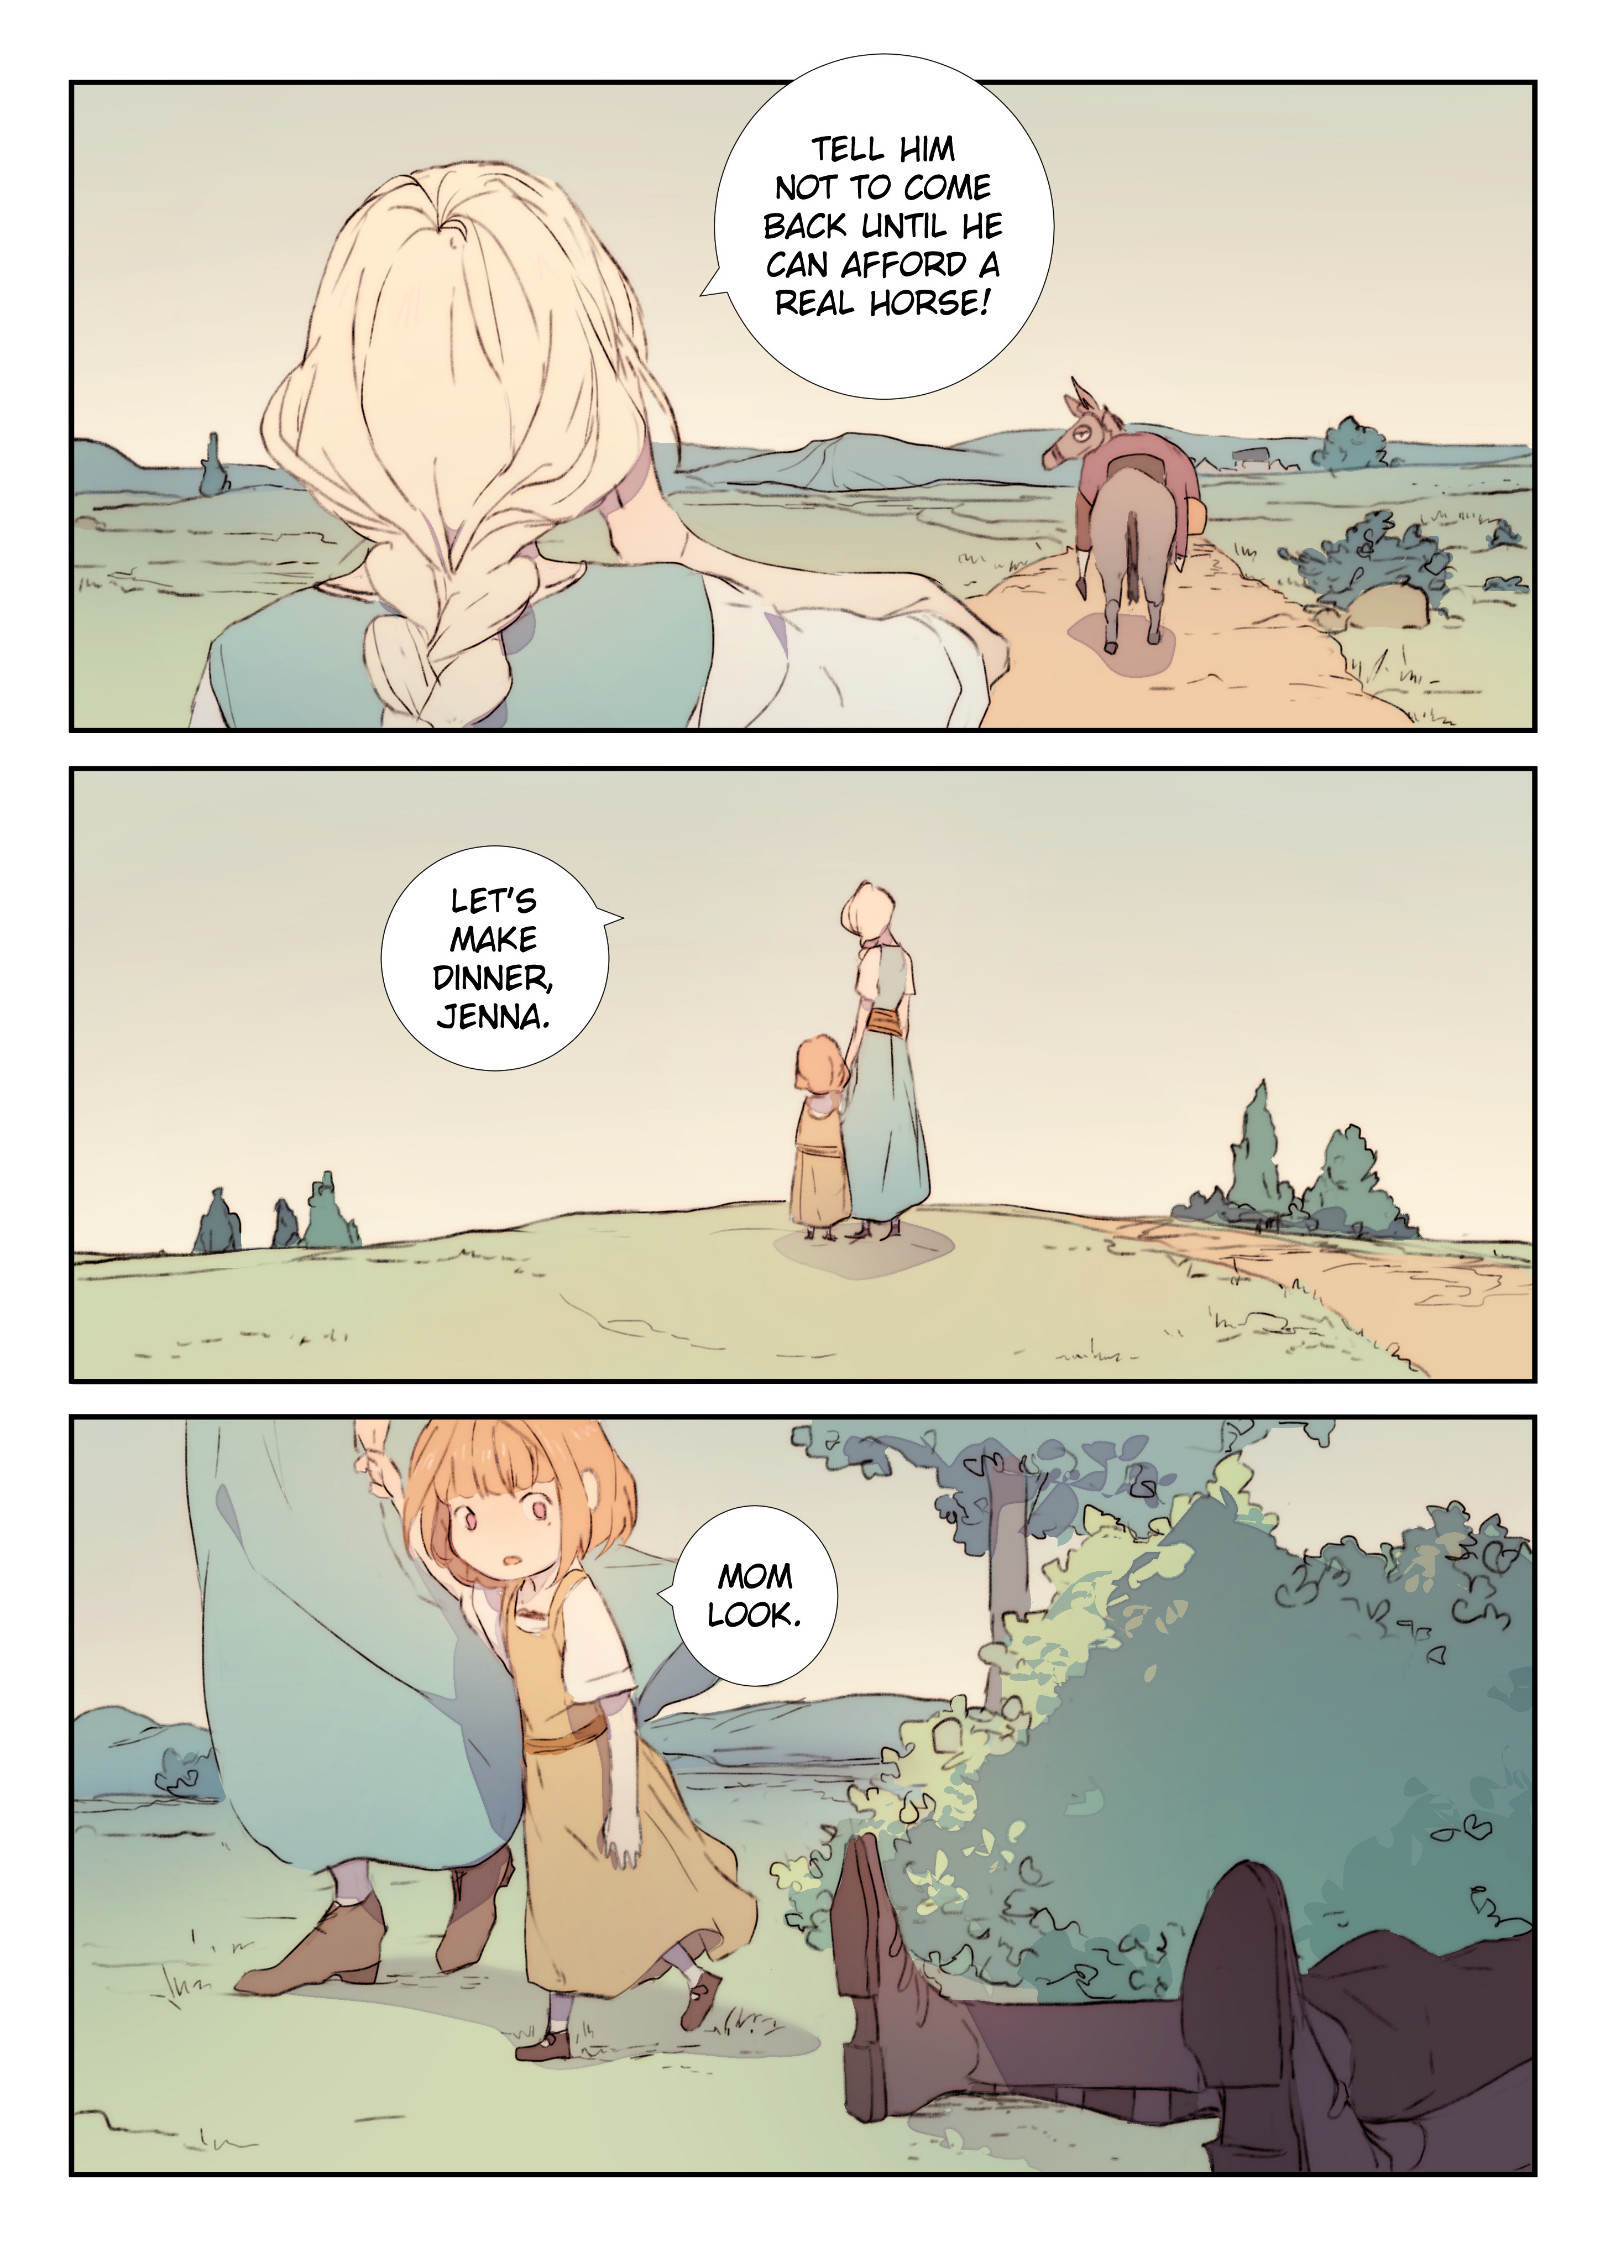 TELL HIM
NOT TO COME
BACK UNTIL HE
CAN AFFORD A
REAL HORSE!
LET'S
MAKE
DINNER,
JENNA.
MOM
LOOK.